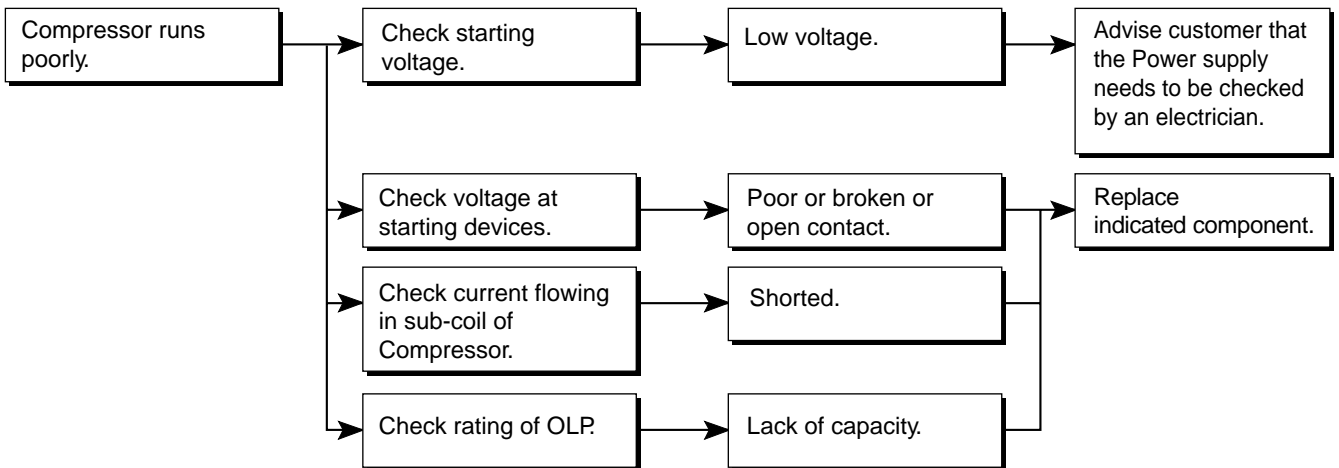 Compressor runs
poorly.
Check starting
voltage.
Low voltage.
Advise customer that
the Power supply
needs to be checked
by an electrician.
Check voltage at
starting devices.
Poor or broken or
open contact.
Replace
indicated component.
Check current flowing
in sub-coil of
Compressor.
Shorted.
Check rating of OLP.
Lack of capacity.